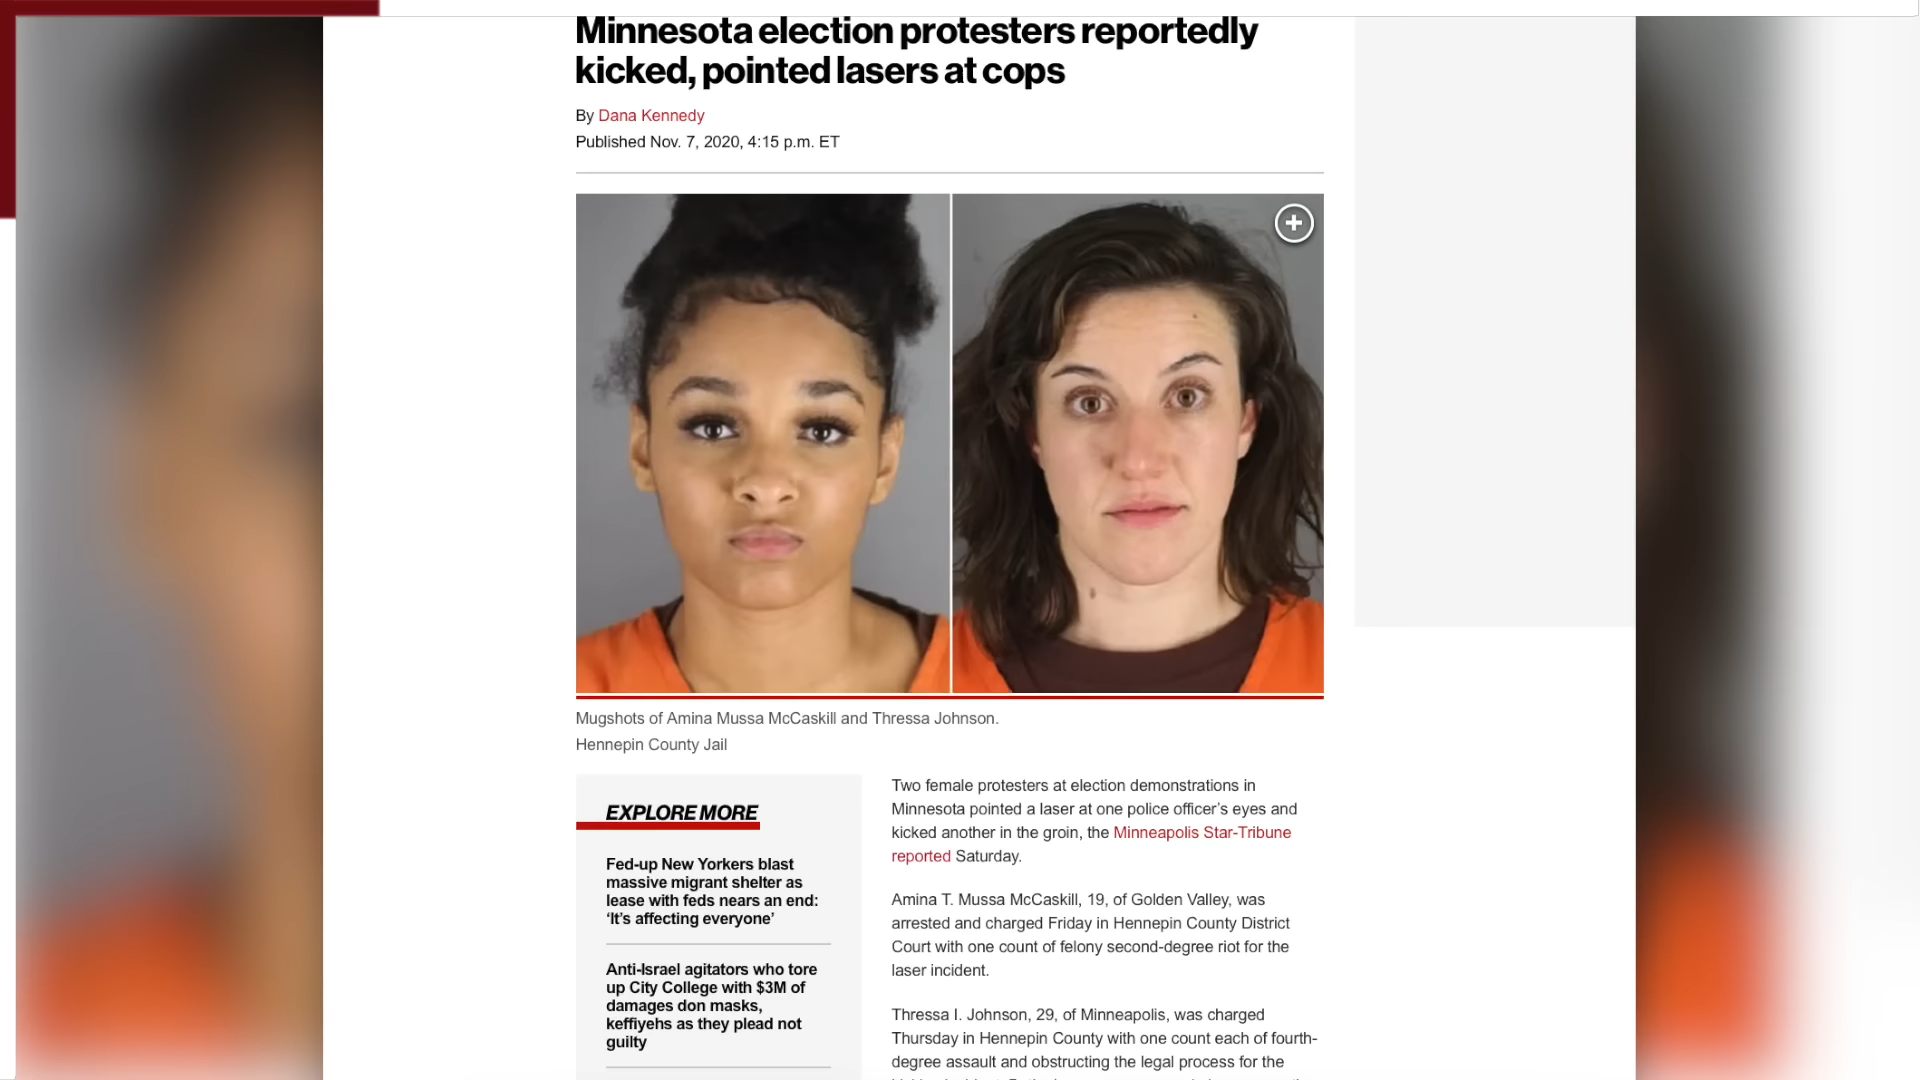 Minnesota election protesters reportedly
kicked, pointed lasers at cops
By Dana Kennedy
Published Nov. 7, 2020, 4:15 p.m. ET
Mugshots of Amina Mussa McCaskill and Thressa Johnson.
Hennepin County Jail
EXPLORE MORE
Fed-up New Yorkers blast
massive migrant shelter as
lease with feds nears an end:
‘It’s affecting everyone’
Anti-Israel agitators who tore
up City College with $3M of
damages don masks,
keffiyehs as they plead not
guilty
Two female protesters at election demonstrations in
Minnesota pointed a laser at one police officer’s eyes and
kicked another in the groin, the Minneapolis Star-Tribune
reported Saturday.
Amina T. Mussa McCaskill, 19, of Golden Valley, was
arrested and charged Friday in Hennepin County District
Court with one count of felony second-degree riot for the
laser incident.
Thressa I. Johnson, 29, of Minneapolis, was charged
Thursday in Hennepin County with one count each of fourth-
degree assault and obstructing the legal process for the